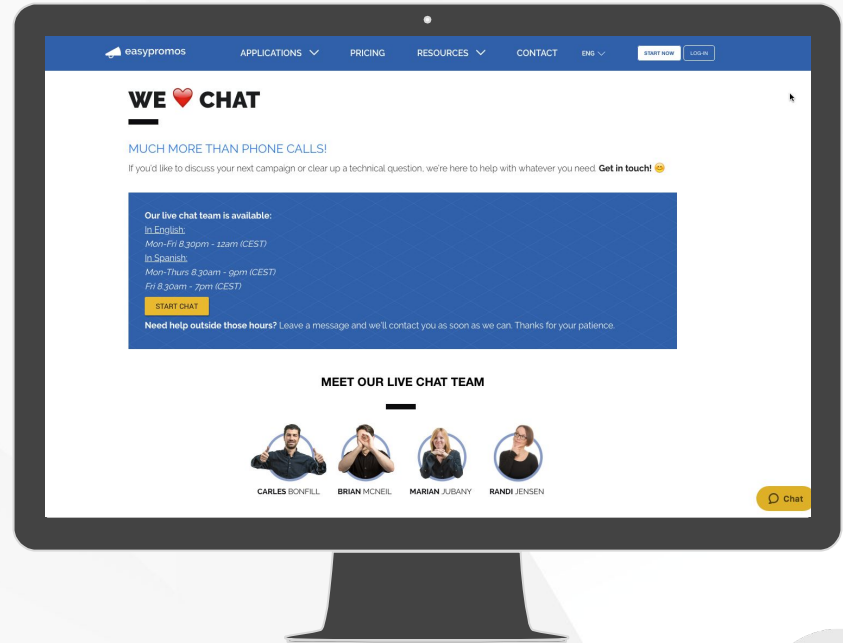 easypromos APPLICATIONS PRICING RESOURCES CONTACT ENG START NOW LOG-IN
WE ❤️ CHAT
MUCH MORE THAN PHONE CALLS!
If you'd like to discuss your next campaign or clear up a technical question, we're here to help with whatever you need. Get in touch! 😊
Our live chat team is available:
In English:
Mon-Fri 8.30pm - 12am (CEST)
In Spanish:
Mon-Thurs 8.30am - 9pm (CEST)
Fri 8.30am - 7pm (CEST)
START CHAT
Need help outside those hours? Leave a message and we'll contact you as soon as we can. Thanks for your patience.
MEET OUR LIVE CHAT TEAM
CARLES BONFILL BRIAN MCNEIL MARIAN JUBANY RANDI JENSEN
Chat